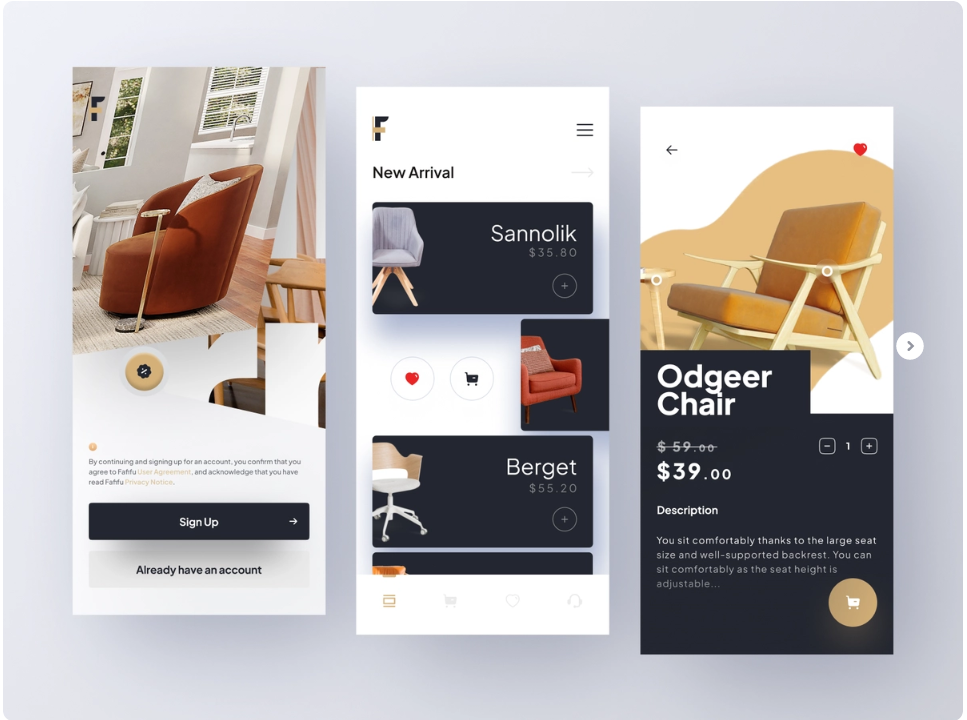 F
By continuing and signing up for an account, you confirm that you
agree to Fafifu User Agreement, and acknowledge that you have
read Fafifu Privacy Notice.
Sign Up
Already have an account
F
New Arrival
Sannolik
$35.80
+
Berget
$55.20
+
Odgeer
Chair
$ 59.00
- 1 +
$39.00
Description
You sit comfortably thanks to the large seat
size and well-supported backrest. You can
sit comfortably as the seat height is
adjustable...